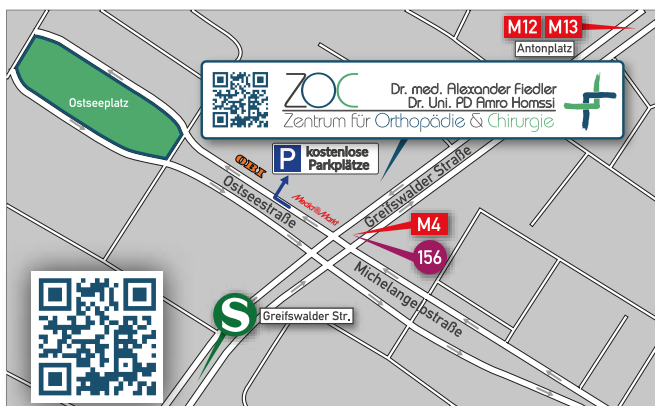 M12 M13
Antonplatz
ZOC
Dr. med. Alexander Fiedler
Dr. Uni. PD Amro Homssi
Zentrum für Orthopädie & Chirurgie
Ostseeplatz
OBI
P kostenlose
Parkplätze
Ostseestraße
Media Markt
Greifswalder Straße
M4
156
Michelangelostraße
S
Greifswalder Str.